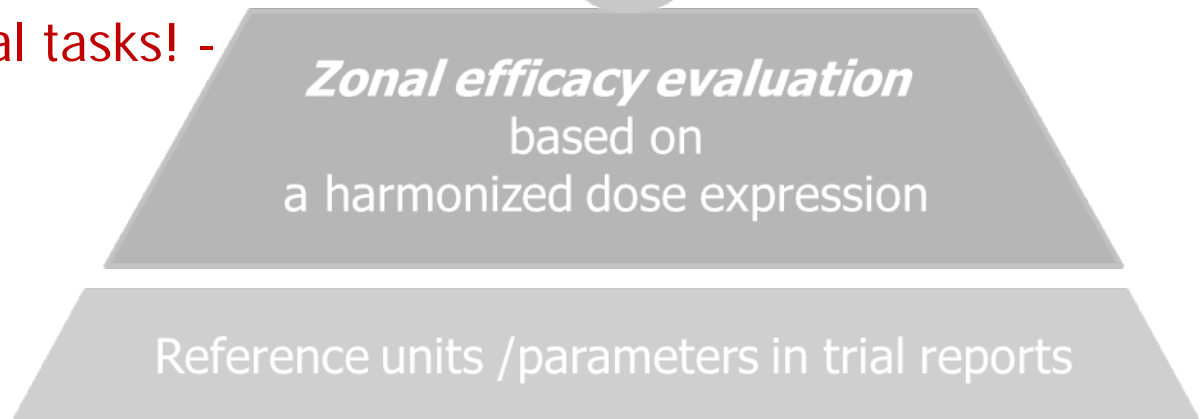 al tasks! -
Zonal efficacy evaluation
based on
a harmonized dose expression
Reference units /parameters in trial reports